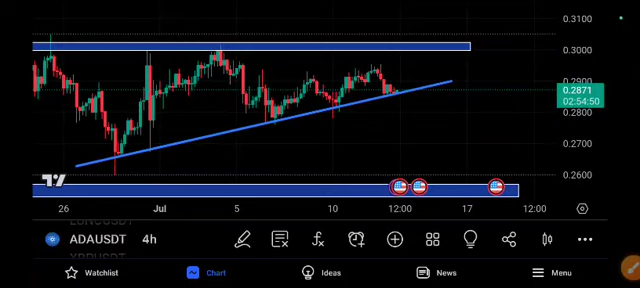 0.3100
0.3000
0.2900
0.2871
02:54:50
0.2800
0.2700
0.2600
26 Jul 5 10 12:00 17 12:00
ADAUSDT 4h
XRPUSDT
Watchlist Chart Ideas News Menu